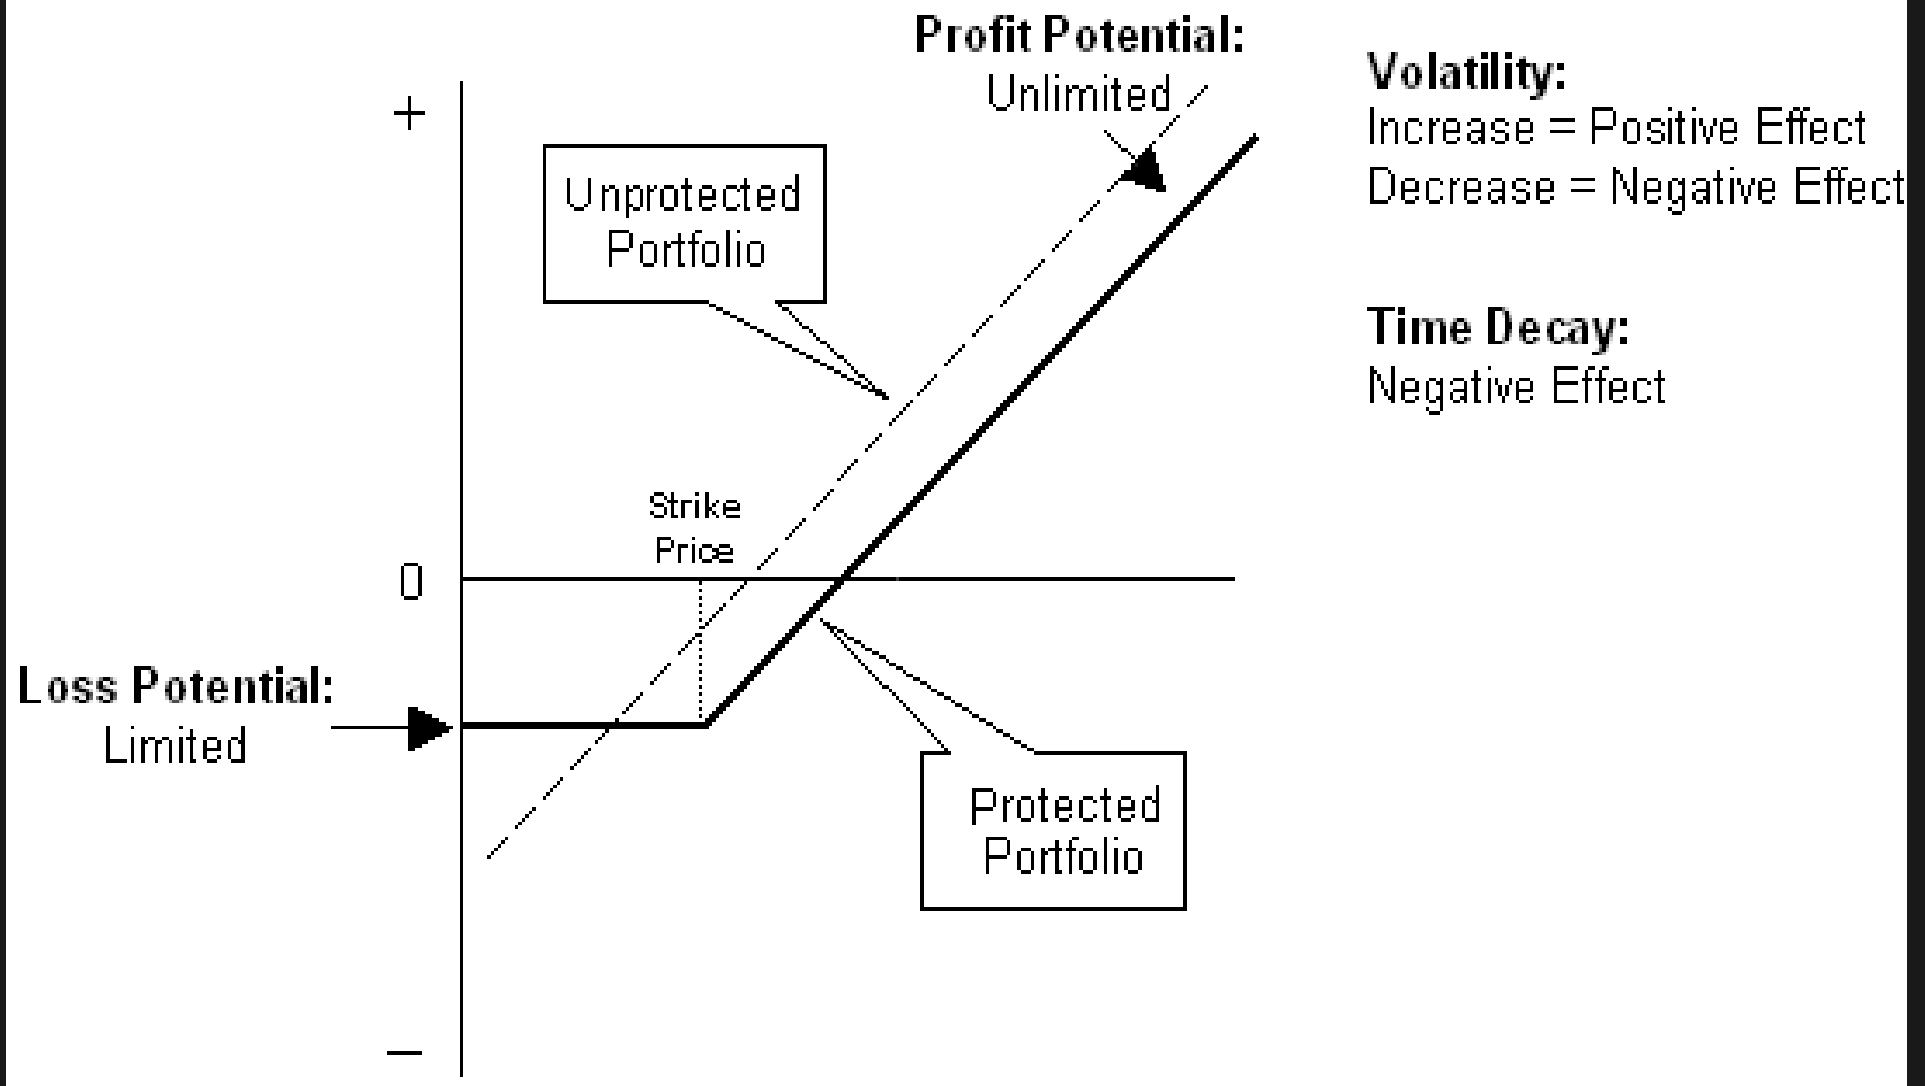 Profit Potential:
Unlimited
Volatility:
Increase = Positive Effect
Decrease = Negative Effect
+
Unprotected
Portfolio
Time Decay:
Negative Effect
Strike
Price
0
Loss Potential:
Limited
Protected
Portfolio
–